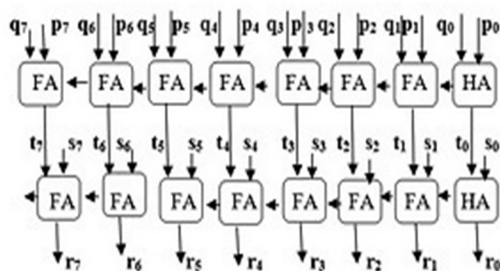 q7 p7 q6 p6 q5 p5 q4 p4 q3 p3 q2 p2 q1 p1 q0 p0
FA FA FA FA FA FA FA HA
t7 s7 t6 s6 t5 s5 t4 s4 t3 s3 t2 s2 t1 s1 t0 s0
FA FA FA FA FA FA FA HA
r7 r6 r5 r4 r3 r2 r1 r0